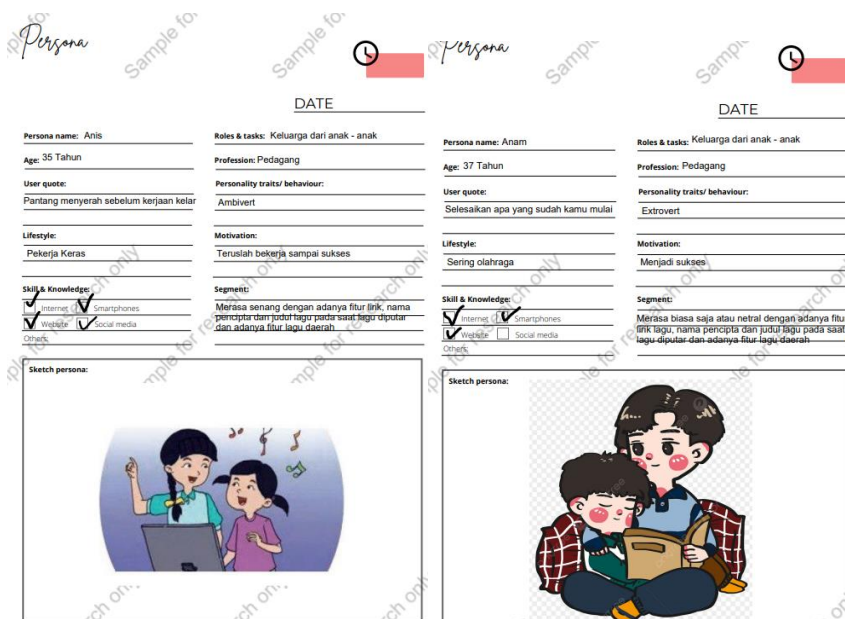 Persona
DATE
Persona name: Anis
Roles & tasks: Keluarga dari anak - anak
Age: 35 Tahun
Profession: Pedagang
User quote:
Personality traits/ behaviour:
Pantang menyerah sebelum kerjaan kelar
Ambivert
Lifestyle:
Motivation:
Pekerja Keras
Teruslah bekerja sampai sukses
Skill & Knowledge:
Segment:
Internet
Smartphones
Website
Social media
Others:
Merasa senang dengan adanya fitur lirik, nama
pencipta dan judul lagu pada saat lagu diputar
dan adanya fitur lagu daerah
Sketch persona:
Persona
DATE
Persona name: Anam
Roles & tasks: Keluarga dari anak - anak
Age: 37 Tahun
Profession: Pedagang
User quote:
Personality traits/ behaviour:
Selesaikan apa yang sudah kamu mulai
Extrovert
Lifestyle:
Motivation:
Sering olahraga
Menjadi sukses
Skill & Knowledge:
Segment:
Internet
Smartphones
Website
Social media
Others:
Merasa biasa saja atau netral dengan adanya fitur
lirik lagu, nama pencipta dan judul lagu pada saat
lagu diputar dan adanya fitur lagu daerah
Sketch persona: